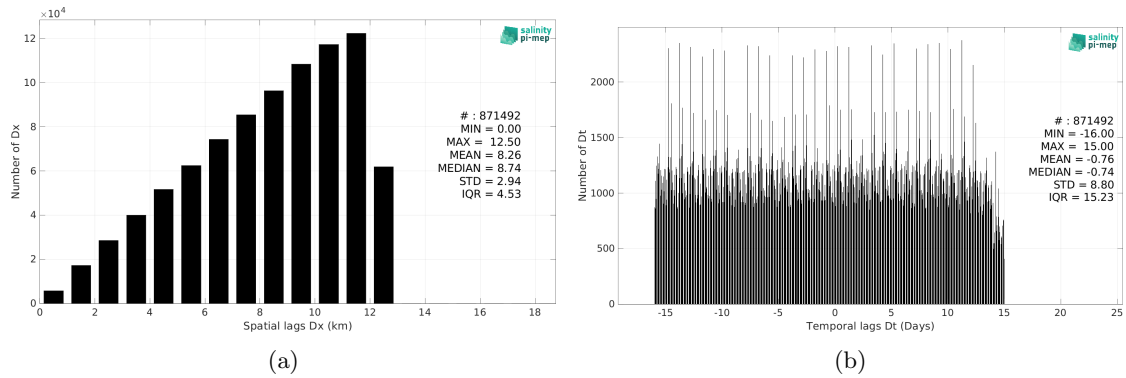 ×10⁴
12
10
8
6
4
2
0
Number of Dx
0 2 4 6 8 10 12 14 16 18
Spatial lags Dx (km)
salinity
pi-mep
# : 871492
MIN = 0.00
MAX = 12.50
MEAN = 8.26
MEDIAN = 8.74
STD = 2.94
IQR = 4.53
(a)
2000
1500
1000
500
0
Number of Dt
-15 -10 -5 0 5 10 15 20 25
Temporal lags Dt (Days)
salinity
pi-mep
# : 871492
MIN = -16.00
MAX = 15.00
MEAN = -0.76
MEDIAN = -0.74
STD = 8.80
IQR = 15.23
(b)